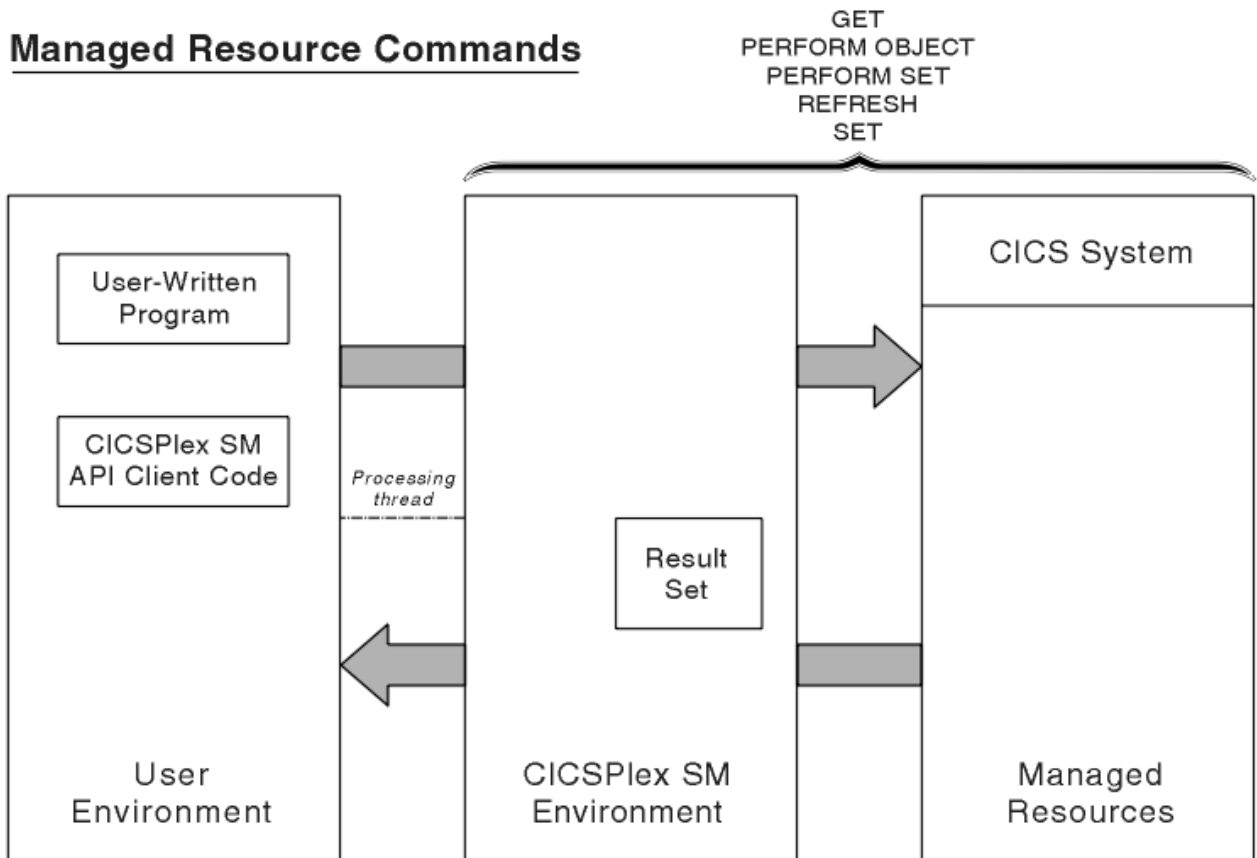 GET
Managed Resource Commands
PERFORM OBJECT
PERFORM SET
REFRESH
SET
User-Written
Program
CICSPlex SM
API Client Code
Processing
thread
Result
Set
CICS System
User
Environment
CICSPlex SM
Environment
Managed
Resources